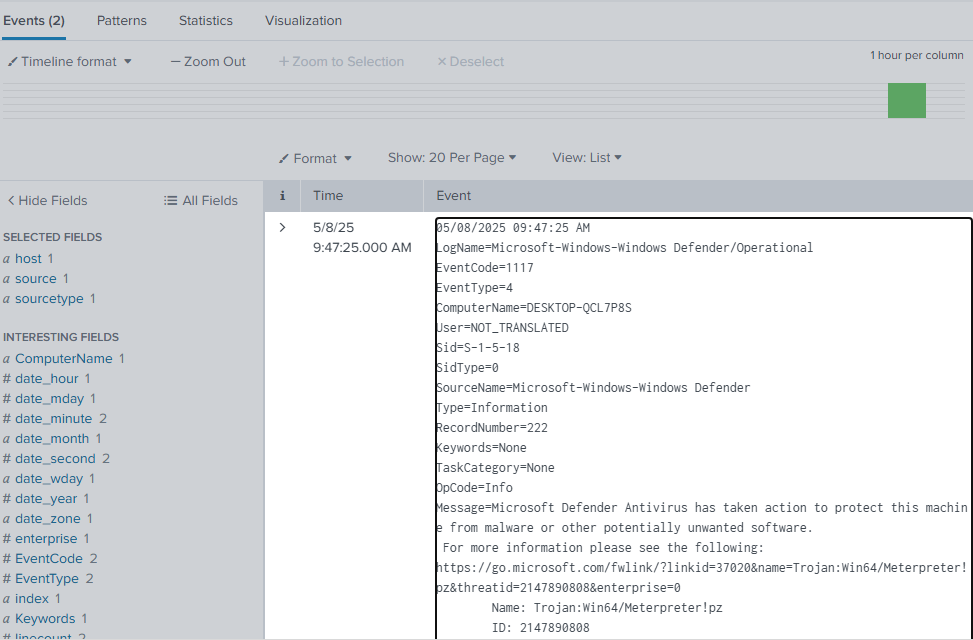 Events (2) Patterns Statistics Visualization
Timeline format ▾ — Zoom Out + Zoom to Selection × Deselect 1 hour per column
Format ▾ Show: 20 Per Page ▾ View: List ▾
< Hide Fields All Fields
SELECTED FIELDS
a host 1
a source 1
a sourcetype 1
INTERESTING FIELDS
a ComputerName 1
# date_hour 1
# date_mday 1
# date_minute 2
a date_month 1
# date_second 2
a date_wday 1
# date_year 1
a date_zone 1
# enterprise 1
# EventCode 2
# EventType 2
a index 1
a Keywords 1
# linecount 2
i Time Event
> 5/8/25
9:47:25.000 AM
05/08/2025 09:47:25 AM
LogName=Microsoft-Windows-Windows Defender/Operational
EventCode=1117
EventType=4
ComputerName=DESKTOP-QCL7P8S
User=NOT_TRANSLATED
Sid=S-1-5-18
SidType=0
SourceName=Microsoft-Windows-Windows Defender
Type=Information
RecordNumber=222
Keywords=None
TaskCategory=None
OpCode=Info
Message=Microsoft Defender Antivirus has taken action to protect this machin
e from malware or other potentially unwanted software.
For more information please see the following:
https://go.microsoft.com/fwlink/?linkid=37020&name=Trojan:Win64/Meterpreter!
pz&threatid=2147890808&enterprise=0
Name: Trojan:Win64/Meterpreter!pz
ID: 2147890808